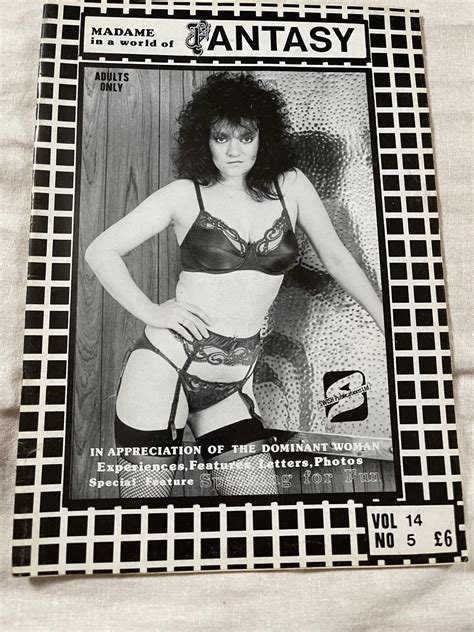 MADAME
in a world of
FANTASY
ADULTS
ONLY
IN APPRECIATION OF THE DOMINANT WOMAN
Experiences, Features, Letters, Photos
Special Feature for Fun
VOL 14
NO 5 £6